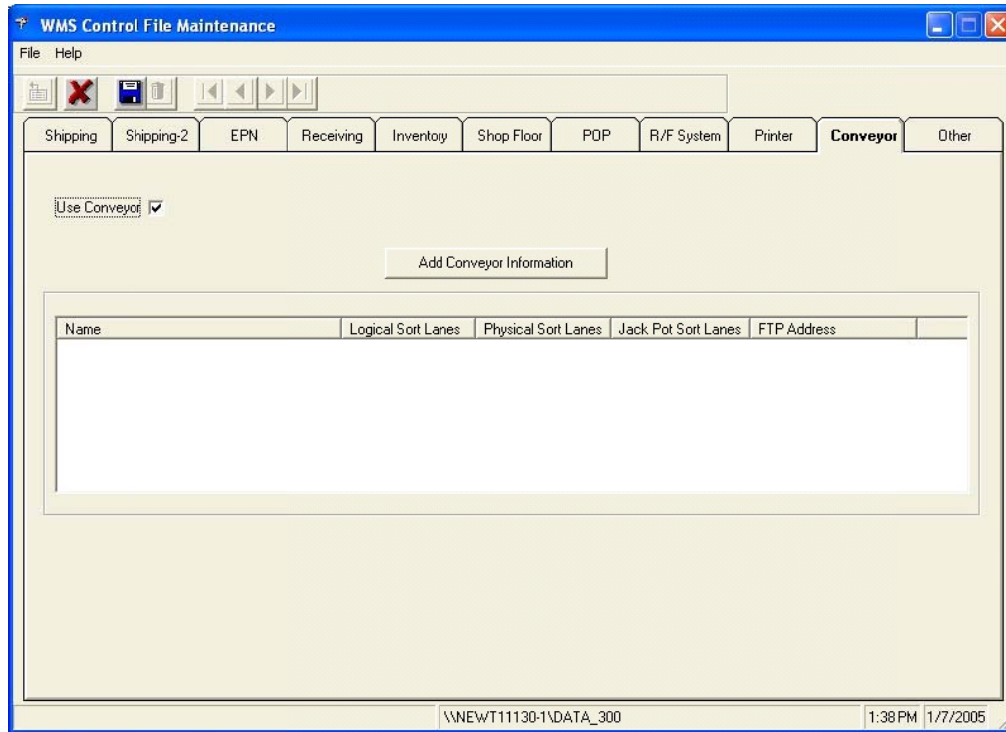 WMS Control File Maintenance
File Help
Shipping Shipping-2 EPN Receiving Inventory Shop Floor POP R/F System Printer Conveyor Other
Use Conveyor
Add Conveyor Information
Name Logical Sort Lanes Physical Sort Lanes Jack Pot Sort Lanes FTP Address
\\NEWT11130-1\DATA_300 1:38 PM 1/7/2005